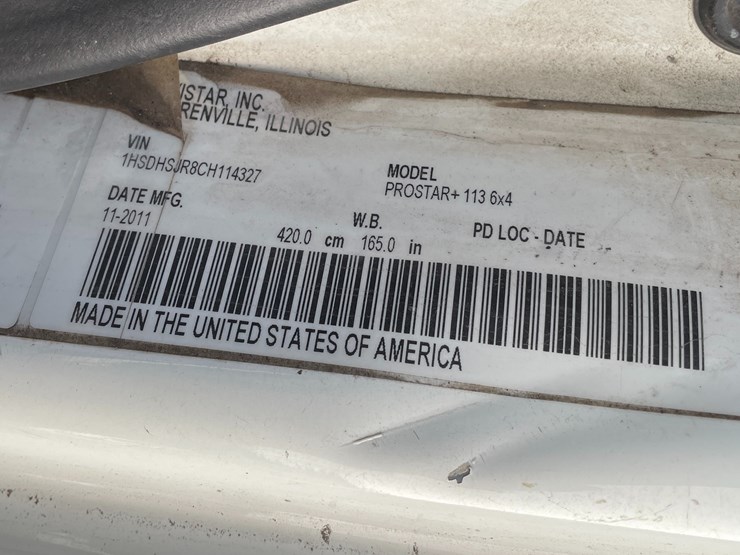 ISTAR, INC.
RENVILLE, ILLINOIS
VIN
1HSDHSJR8CH114327
MODEL
PROSTAR+ 113 6x4
DATE MFG.
11-2011
W.B.
420.0 cm 165.0 in
PD LOC - DATE
MADE IN THE UNITED STATES OF AMERICA